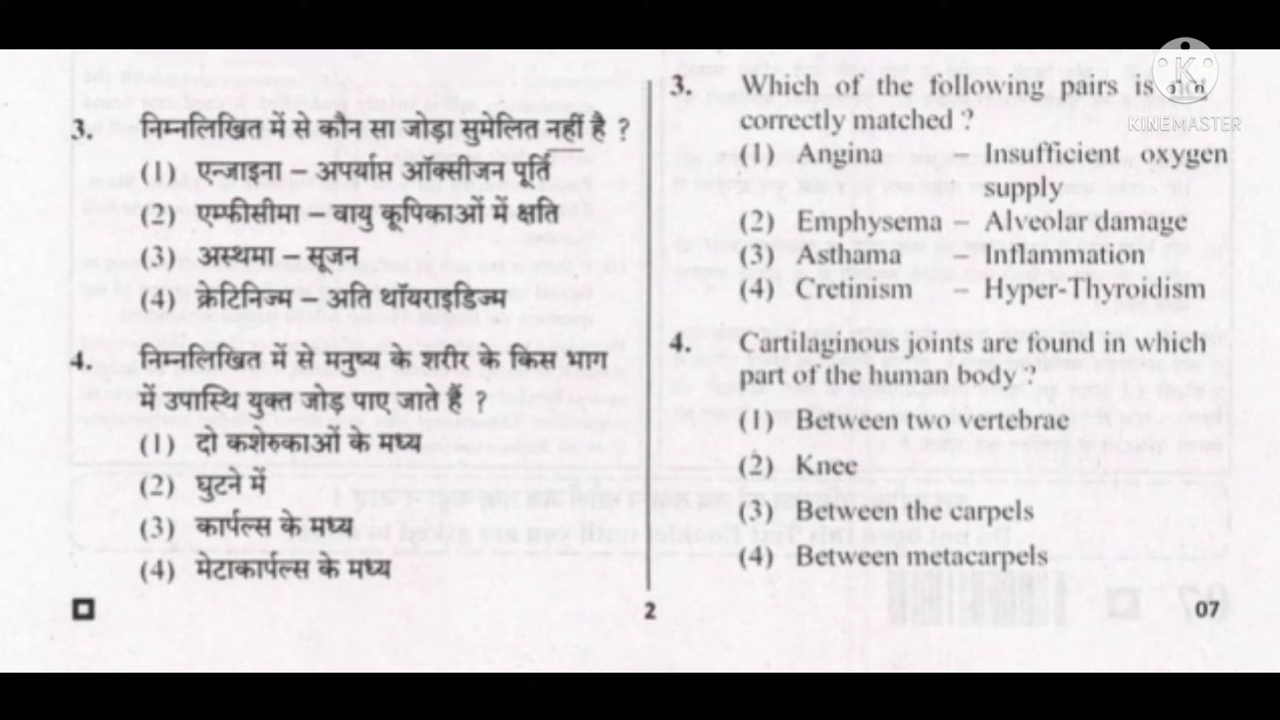 3. निम्नलिखित में से कौन सा जोड़ा सुमेलित नहीं है ?
(1) एन्जाइना – अपर्याप्त ऑक्सीजन पूर्ति
(2) एम्फीसीमा – वायु कूपिकाओं में क्षति
(3) अस्थमा – सूजन
(4) क्रेटिनिज्म – अति थॉयराइडिज्म
4. निम्नलिखित में से मनुष्य के शरीर के किस भाग
में उपास्थि युक्त जोड़ पाए जाते हैं ?
(1) दो कशेरुकाओं के मध्य
(2) घुटने में
(3) कार्पल्स के मध्य
(4) मेटाकार्पल्स के मध्य
3. Which of the following pairs is not
correctly matched ?
(1) Angina – Insufficient oxygen
supply
(2) Emphysema – Alveolar damage
(3) Asthama – Inflammation
(4) Cretinism – Hyper-Thyroidism
4. Cartilaginous joints are found in which
part of the human body ?
(1) Between two vertebrae
(2) Knee
(3) Between the carpels
(4) Between metacarpels
2
07
K
KINEMASTER